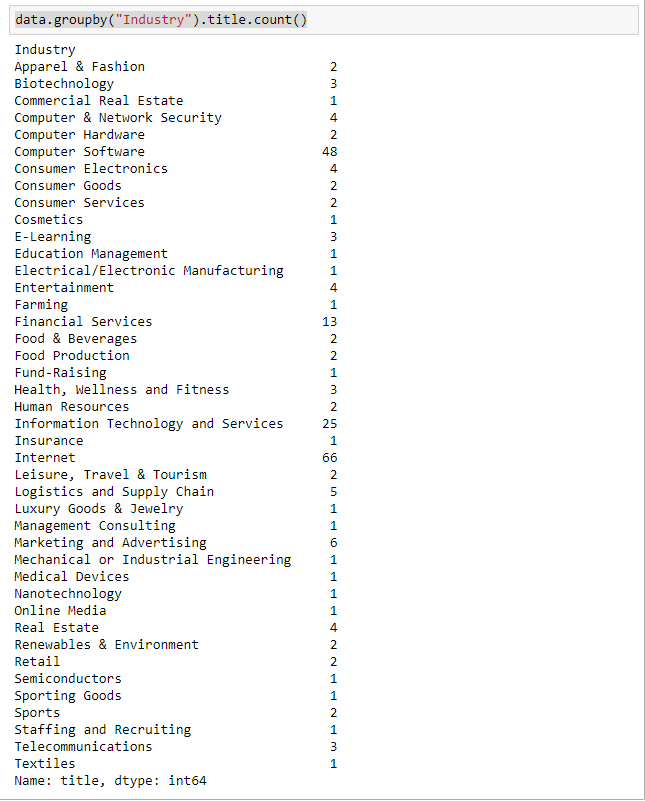 data.groupby("Industry").title.count()
Industry
Apparel & Fashion 2
Biotechnology 3
Commercial Real Estate 1
Computer & Network Security 4
Computer Hardware 2
Computer Software 48
Consumer Electronics 4
Consumer Goods 2
Consumer Services 2
Cosmetics 1
E-Learning 3
Education Management 1
Electrical/Electronic Manufacturing 1
Entertainment 4
Farming 1
Financial Services 13
Food & Beverages 2
Food Production 2
Fund-Raising 1
Health, Wellness and Fitness 3
Human Resources 2
Information Technology and Services 25
Insurance 1
Internet 66
Leisure, Travel & Tourism 2
Logistics and Supply Chain 5
Luxury Goods & Jewelry 1
Management Consulting 1
Marketing and Advertising 6
Mechanical or Industrial Engineering 1
Medical Devices 1
Nanotechnology 1
Online Media 1
Real Estate 4
Renewables & Environment 2
Retail 2
Semiconductors 1
Sporting Goods 1
Sports 2
Staffing and Recruiting 1
Telecommunications 3
Textiles 1
Name: title, dtype: int64